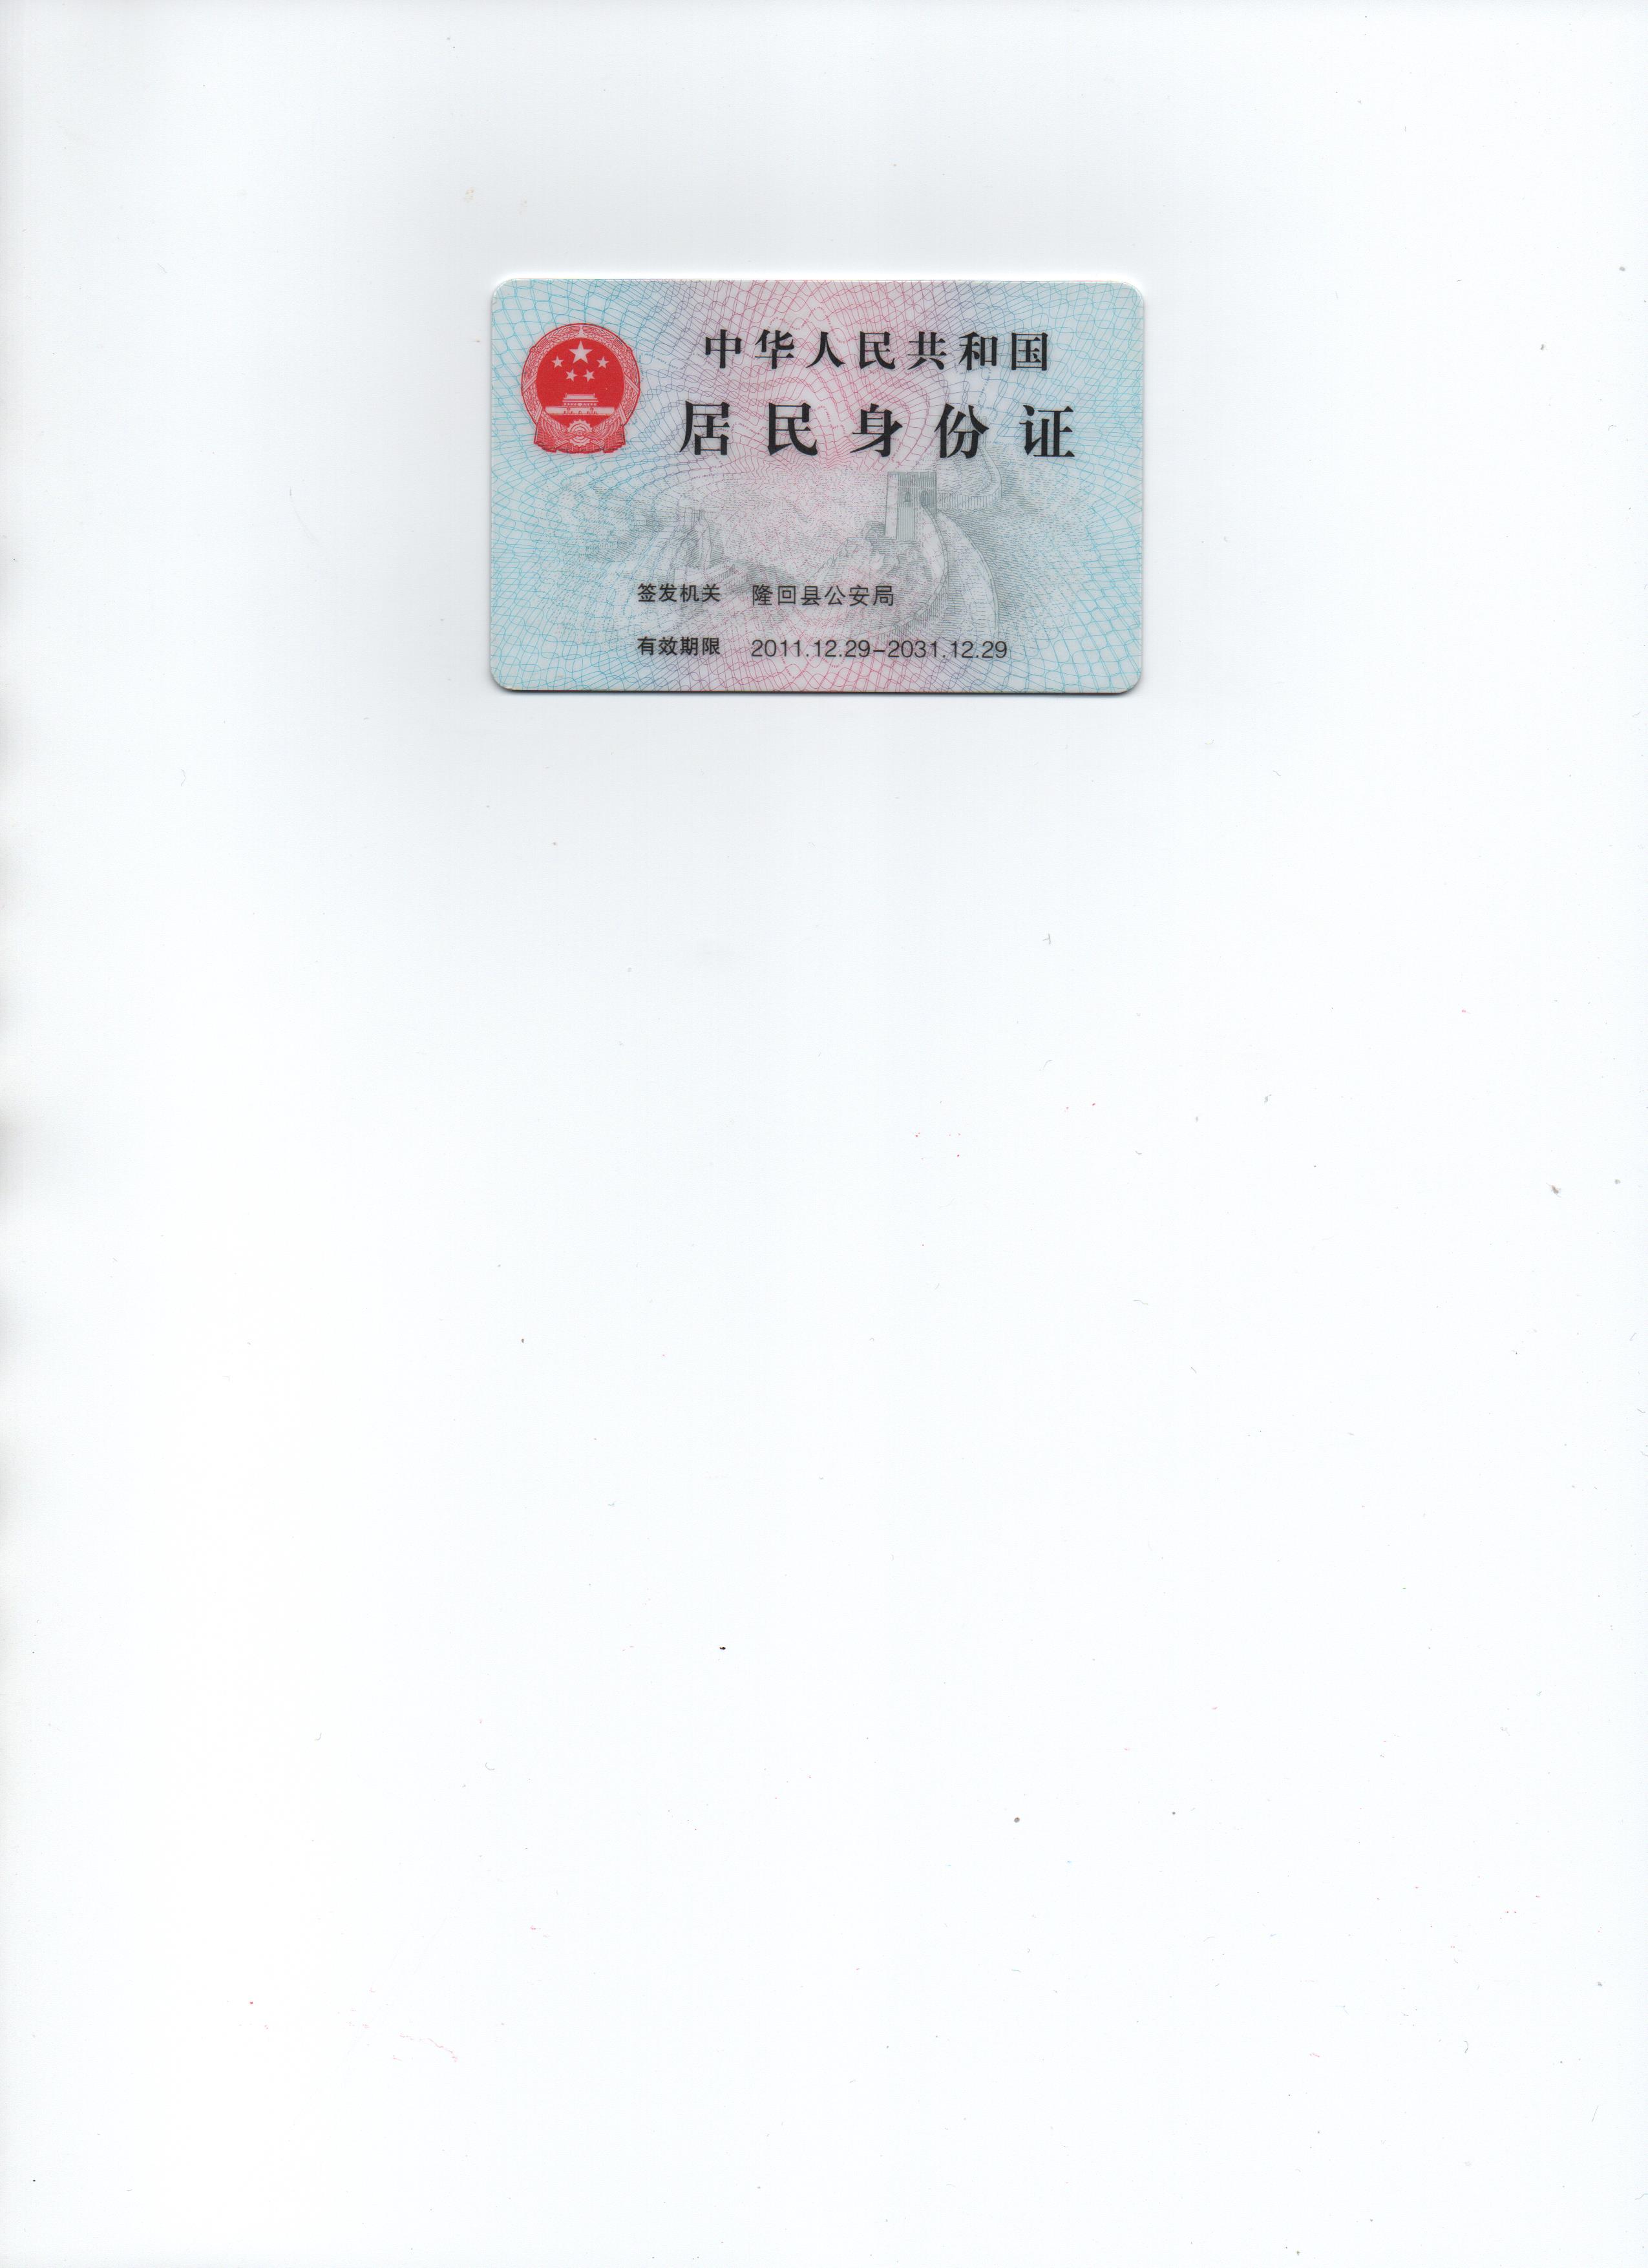 中华人民共和国
居民身份证
签发机关 隆回县公安局
有效期限 2011.12.29-2031.12.29